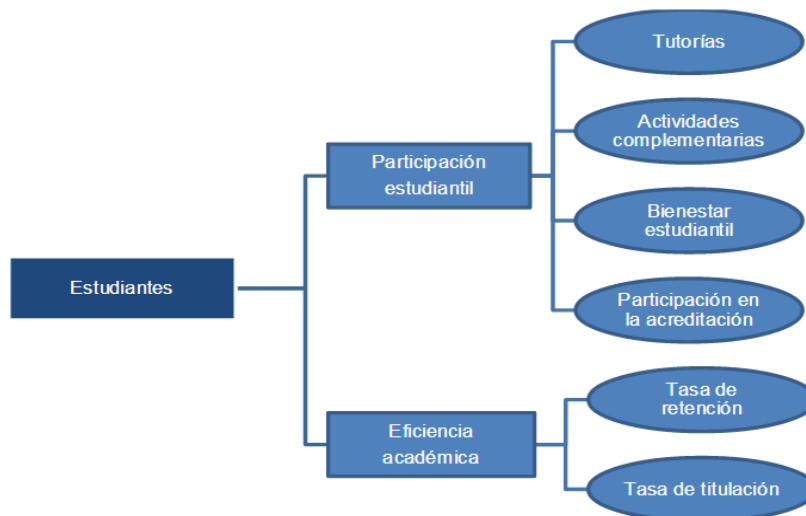 Tutorías
Actividades
complementarias
Participación
estudiantil
Bienestar
estudiantil
Estudiantes
Participación en
la acreditación
Tasa de
retención
Eficiencia
académica
Tasa de titulación